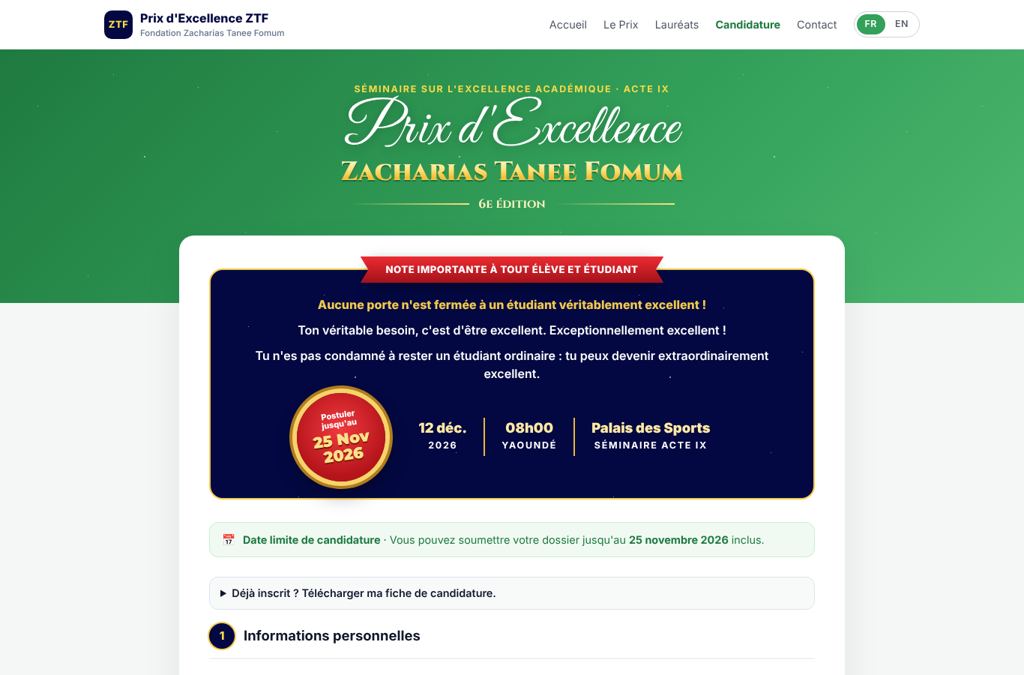 ZTF
Prix d'Excellence ZTF
Fondation Zacharias Tanee Fomum
Accueil
Le Prix
Lauréats
Candidature
Contact
FR
EN
SÉMINAIRE SUR L'EXCELLENCE ACADÉMIQUE · ACTE IX
Prix d'Excellence
Zacharias Tanee Fomum
6E ÉDITION
NOTE IMPORTANTE À TOUT ÉLÈVE ET ÉTUDIANT
Aucune porte n'est fermée à un étudiant véritablement excellent !
Ton véritable besoin, c'est d'être excellent. Exceptionnellement excellent !
Tu n'es pas condamné à rester un étudiant ordinaire : tu peux devenir extraordinairement
excellent.
Postuler
jusqu'au
25 Nov
2026
12 déc.
2026
08h00
YAOUNDÉ
Palais des Sports
SÉMINAIRE ACTE IX
Date limite de candidature · Vous pouvez soumettre votre dossier jusqu'au 25 novembre 2026 inclus.
Déjà inscrit ? Télécharger ma fiche de candidature.
1
Informations personnelles